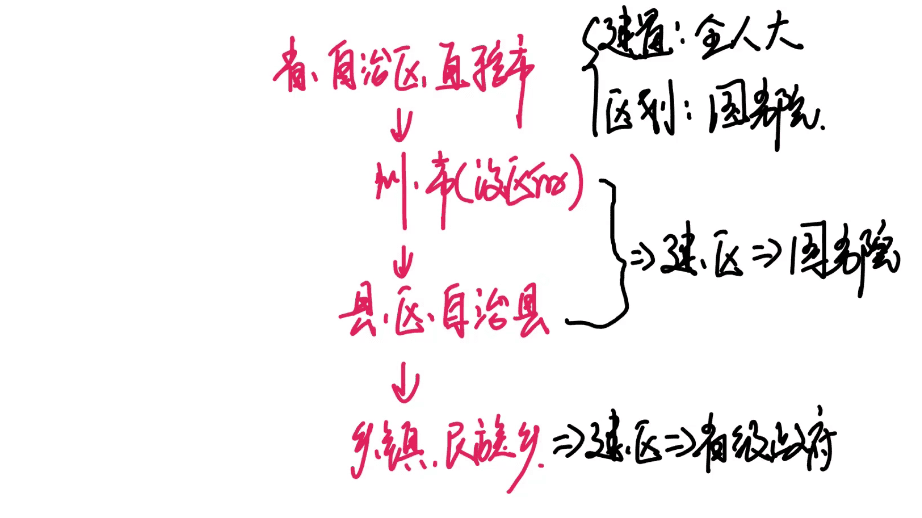 省、自治区、直辖市
建置：全人大
区划：国务院.
↓
州、市(设区的)
⇒建、区⇒国务院
↓
县、区、自治县
↓
乡、镇、民族乡.⇒建、区⇒省级政府